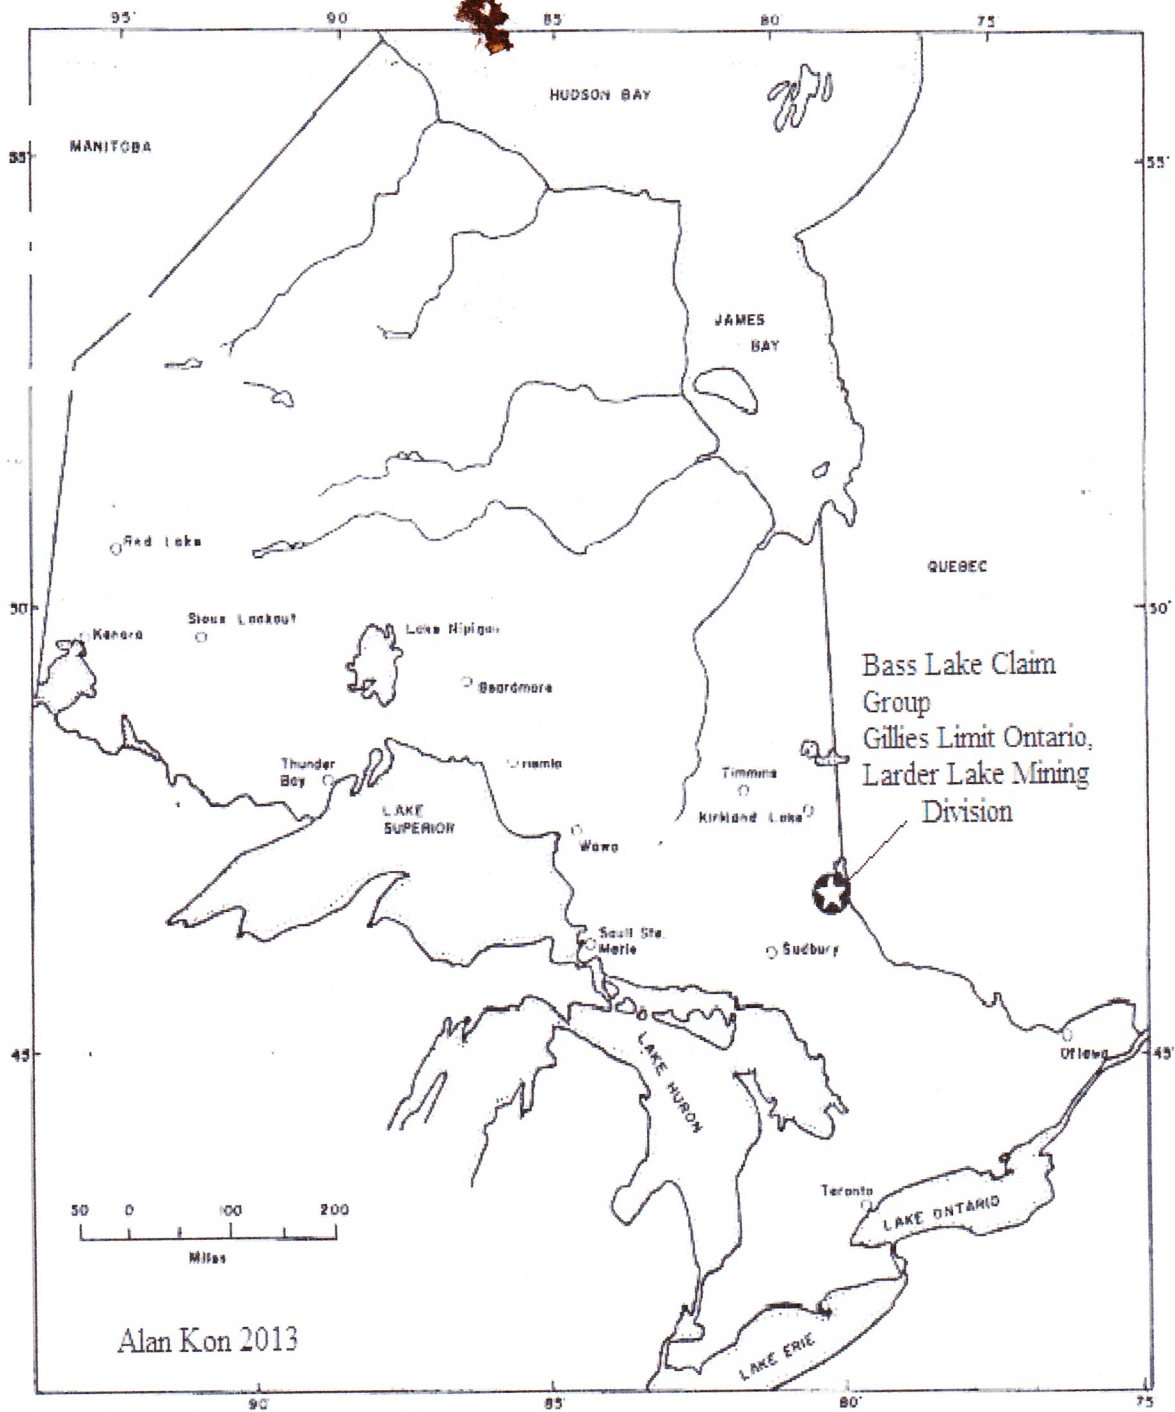 95° 90 85° 80 75°
HUDSON BAY
MANITOBA
55° 55°
JAMES
BAY
Red Lake
QUEBEC
50° 50°
Sioux Lookout
Kenora
Lake Nipigon
Bass Lake Claim
Group
Gillies Limit Ontario,
Larder Lake Mining
Division
Beardmore
Thunder
Bay
Timmins
LAKE
SUPERIOR
Kirkland Lake
Wawa
Sault Ste.
Marie
Sudbury
LAKE HURON
45° 45°
Ottawa
Toronto
LAKE ONTARIO
50 0 100 200
Miles
Alan Kon 2013
LAKE ERIE
90° 85° 80° 75°